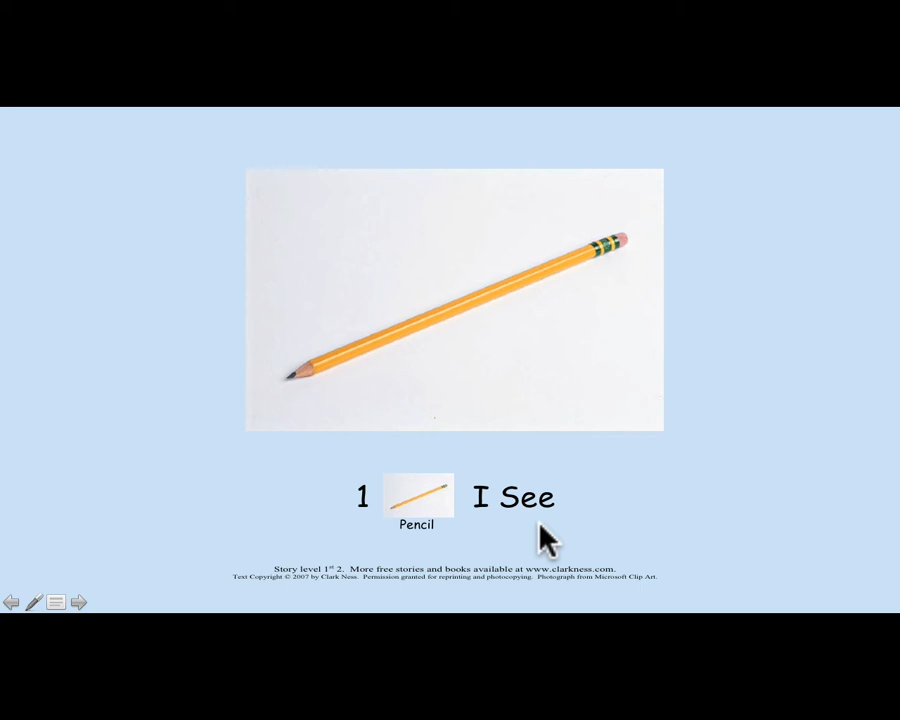 1 I See
Pencil
Story level 1st 2. More free stories and books available at www.clarkness.com.
Text Copyright © 2007 by Clark Ness. Permission granted for reprinting and photocopying. Photograph from Microsoft Clip Art.